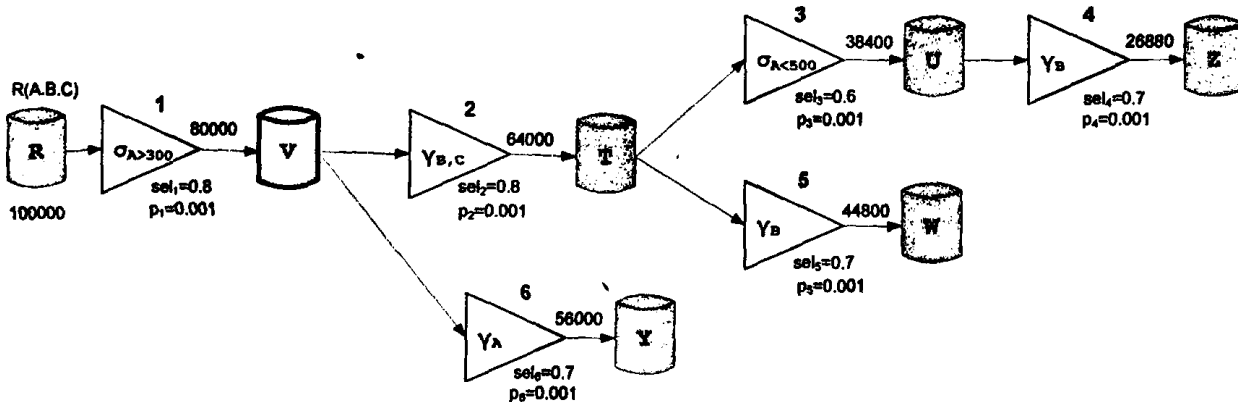 R(A.B.C)
R
100000
1
σA>300
80000
sel1=0.8
p1=0.001
V
2
γB,C
64000
sel2=0.8
p2=0.001
T
3
σA<500
38400
sel3=0.6
p3=0.001
U
4
γB
26880
sel4=0.7
p4=0.001
Z
5
γB
44800
sel5=0.7
p5=0.001
W
6
γA
56000
sel6=0.7
p6=0.001
Y